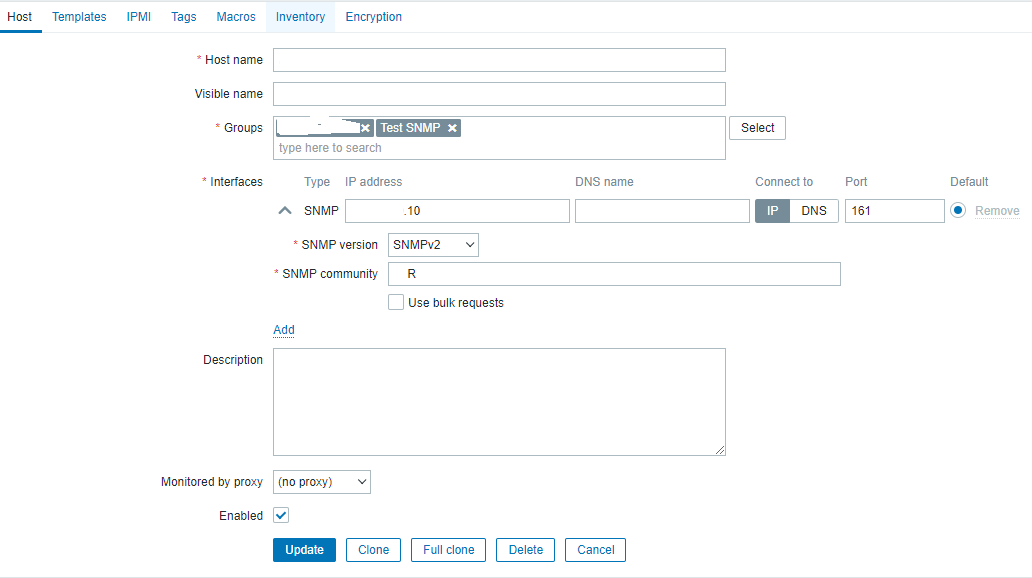 Host Templates IPMI Tags Macros Inventory Encryption
* Host name
Visible name
* Groups Test SNMP Select
type here to search
* Interfaces Type IP address DNS name Connect to Port Default
SNMP .10 IP DNS 161 Remove
* SNMP version SNMPv2
* SNMP community R
Use bulk requests
Add
Description
Monitored by proxy (no proxy)
Enabled
Update Clone Full clone Delete Cancel